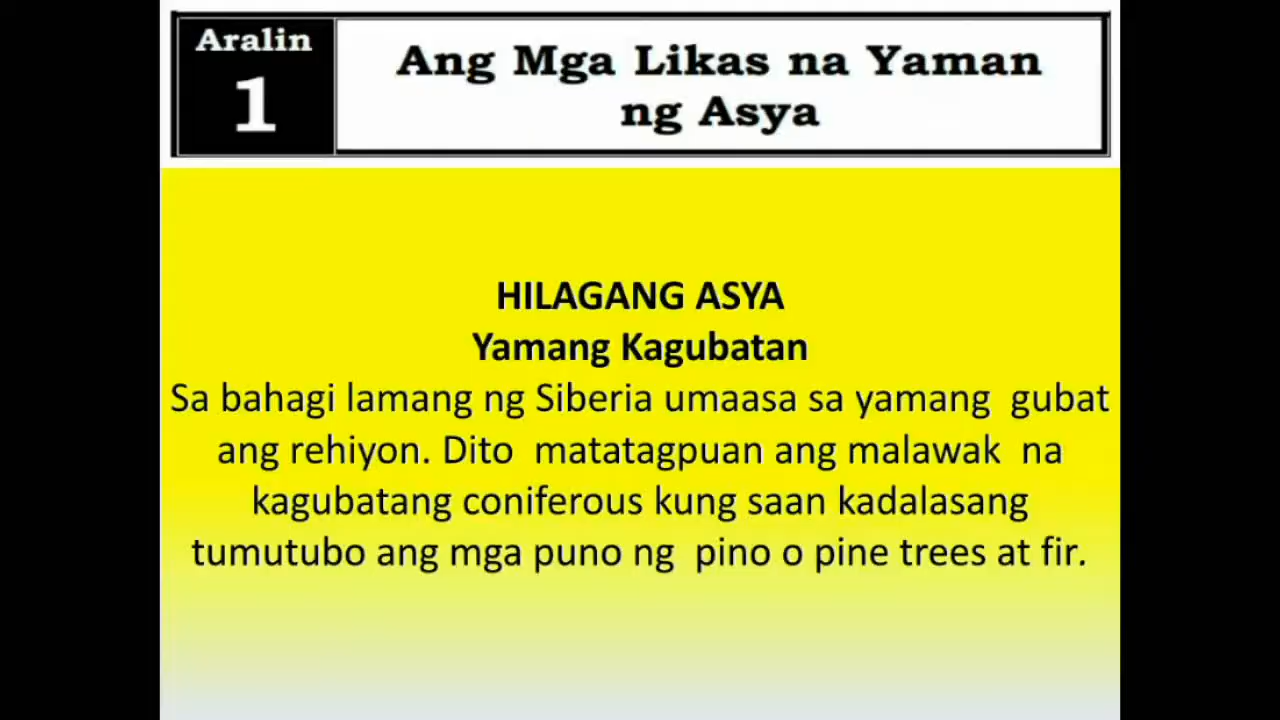 Aralin
1
Ang Mga Likas na Yaman
ng Asya
HILAGANG ASYA
Yamang Kagubatan
Sa bahagi lamang ng Siberia umaasa sa yamang gubat
ang rehiyon. Dito matatagpuan ang malawak na
kagubatang coniferous kung saan kadalasang
tumutubo ang mga puno ng pino o pine trees at fir.